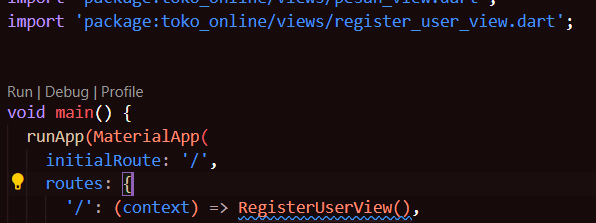 import 'package:toko_online/views/pesan_view.dart';
import 'package:toko_online/views/register_user_view.dart';
Run | Debug | Profile
void main() {
runApp(MaterialApp(
initialRoute: '/',
routes: {
'/': (context) => RegisterUserView(),